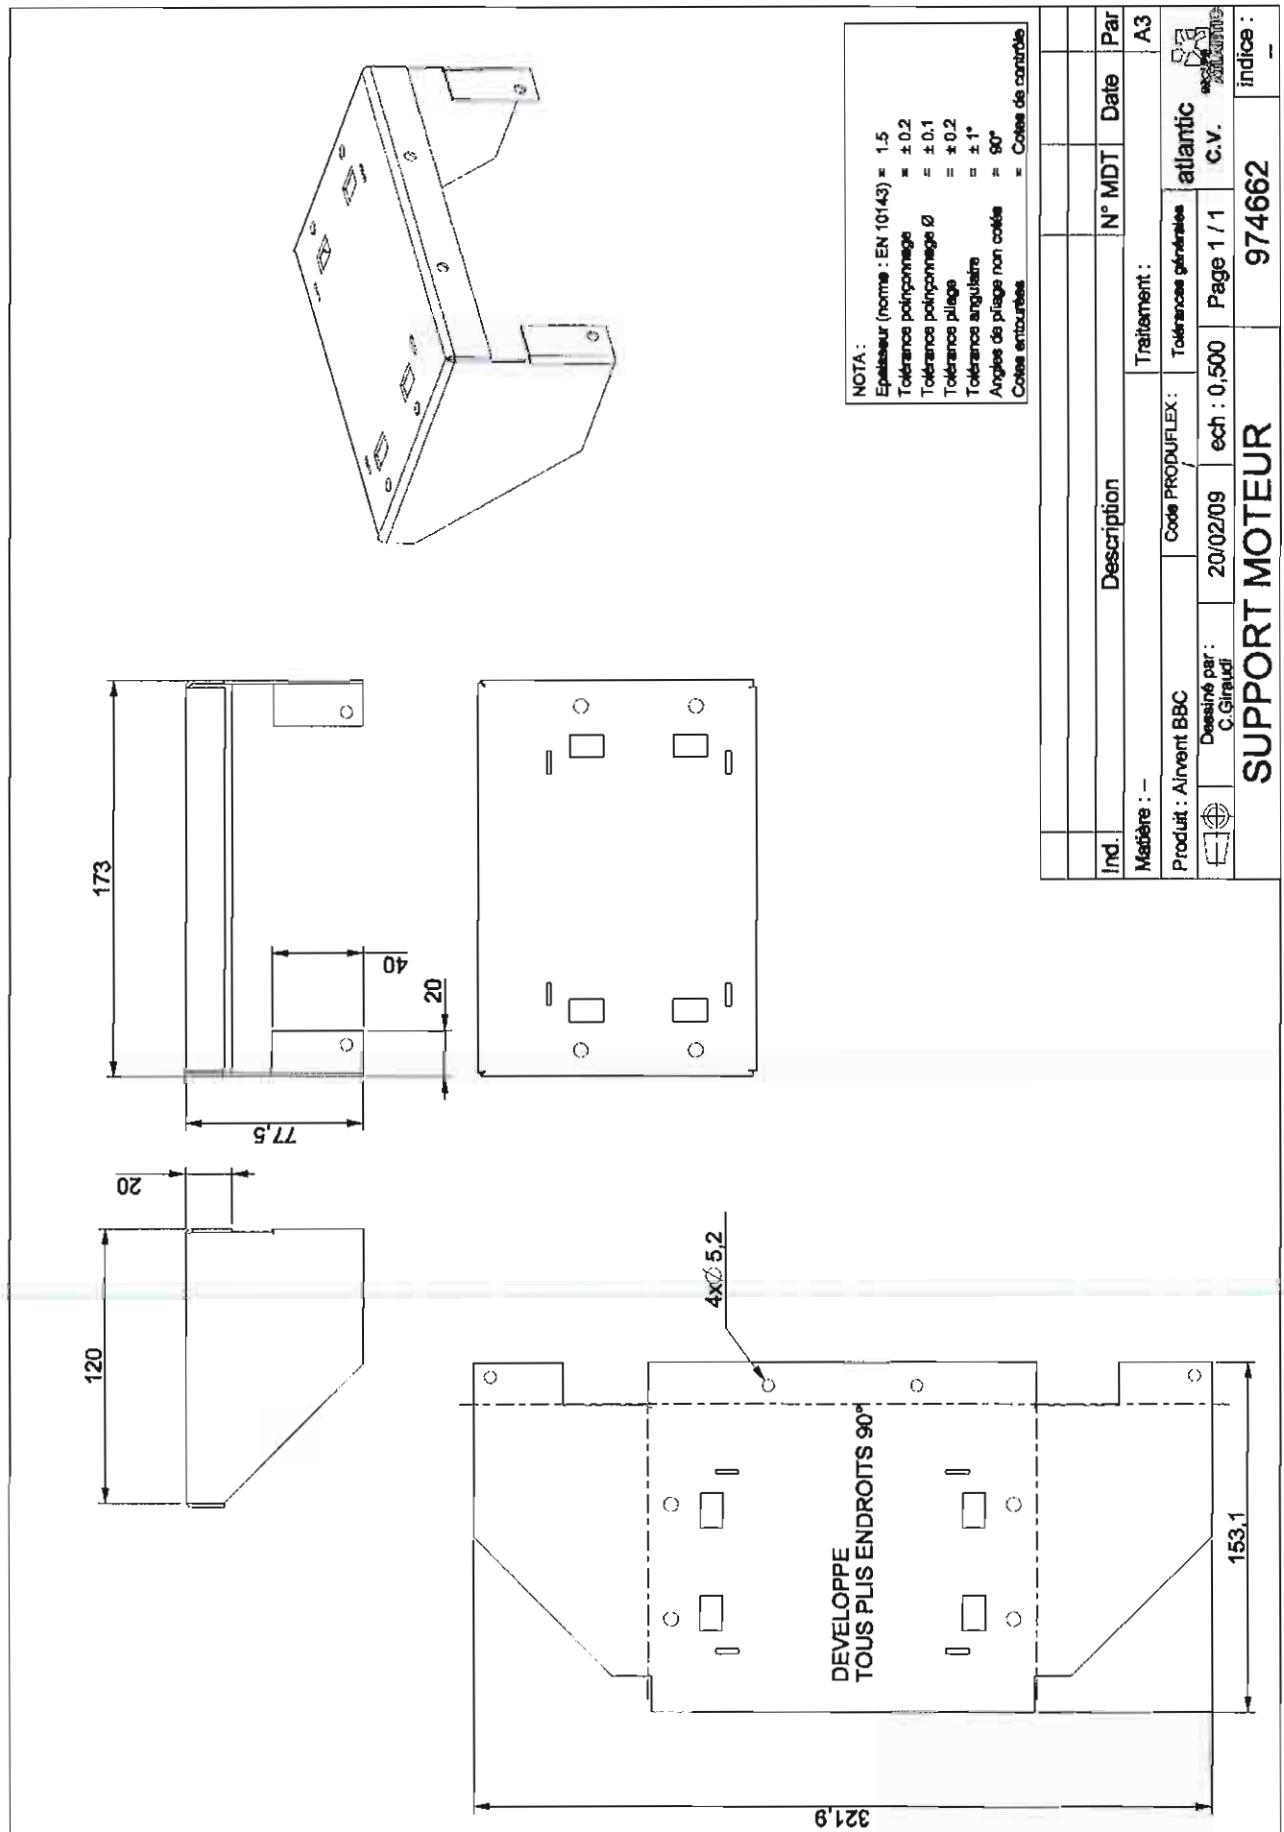 120
20
77,5
173
40
20
4xØ 5,2
DEVELOPPE
TOUS PLIS ENDROITS 90°
321,9
153,1
NOTA :
Epaisseur (norme : EN 10143) = 1.5
Tolérance poinçonnage = ± 0.2
Tolérance poinçonnage Ø = ± 0.1
Tolérance pliage = ± 0.2
Tolérance angulaire = ± 1°
Angles de pliage non cotés = 90°
Cotes entourées = Cotes de contrôle
Ind. Description N° MDT Date Par
Matière : – Traitement : A3
Produit : Airvent BBC Code PRODUFLEX : / Tolérances générales atlantic C.V.
GROUPE ATLANTIC
Dessiné par : C.Giraudi 20/02/09 ech : 0,500 Page 1 / 1
SUPPORT MOTEUR 974662 indice : –